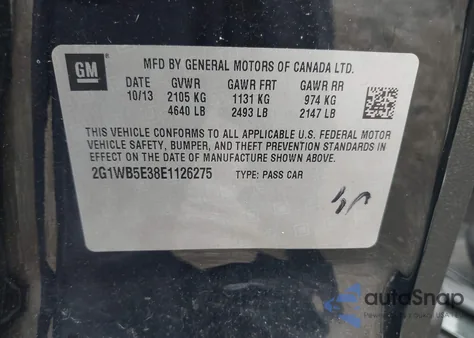 GM
MFD BY GENERAL MOTORS OF CANADA LTD.
DATE GVWR GAWR FRT GAWR RR
10/13 2105 KG 1131 KG 974 KG
4640 LB 2493 LB 2147 LB
THIS VEHICLE CONFORMS TO ALL APPLICABLE U.S. FEDERAL MOTOR
VEHICLE SAFETY, BUMPER, AND THEFT PREVENTION STANDARDS IN
EFFECT ON THE DATE OF MANUFACTURE SHOWN ABOVE.
2G1WB5E38E1126275 TYPE: PASS CAR
autoSnap